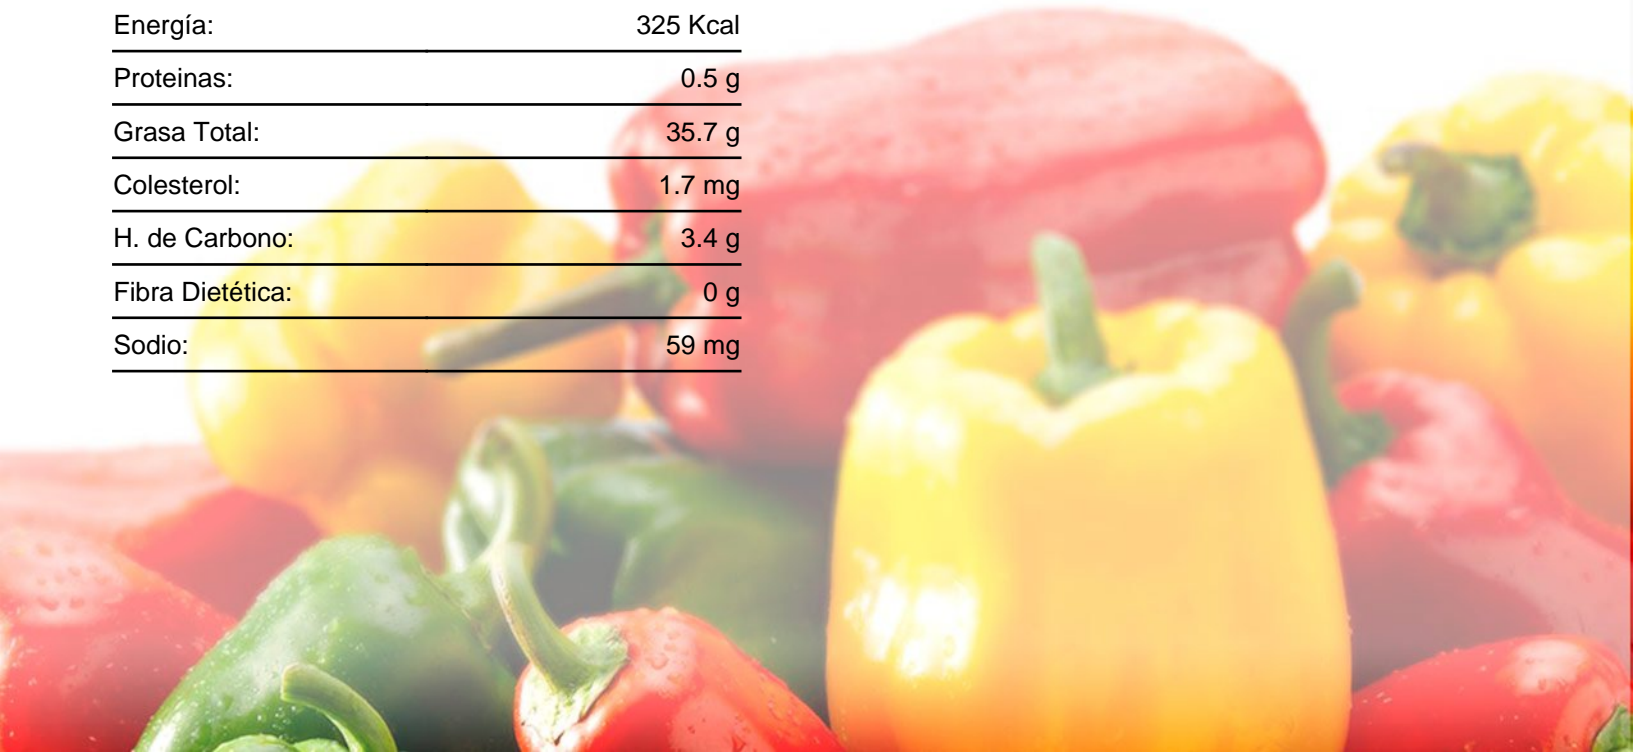 Energía: 325 Kcal
Proteinas: 0.5 g
Grasa Total: 35.7 g
Colesterol: 1.7 mg
H. de Carbono: 3.4 g
Fibra Dietética: 0 g
Sodio: 59 mg